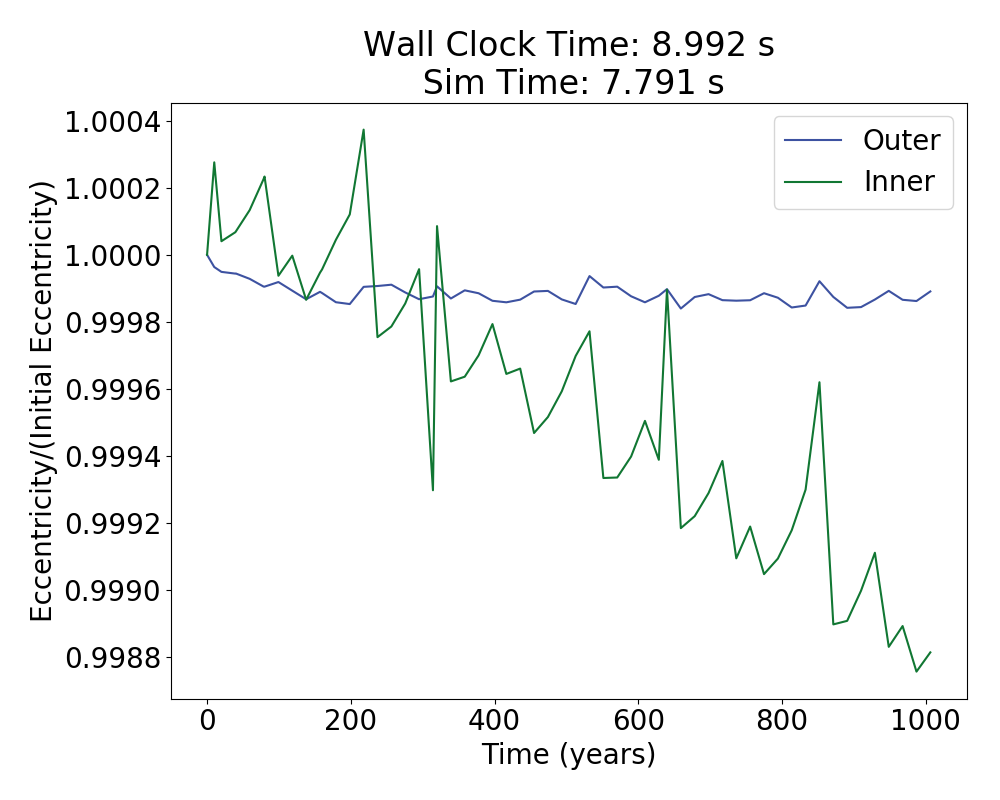 Wall Clock Time: 8.992 s
Sim Time: 7.791 s
Eccentricity/(Initial Eccentricity)
1.0004
1.0002
1.0000
0.9998
0.9996
0.9994
0.9992
0.9990
0.9988
Outer
Inner
0 200 400 600 800 1000
Time (years)